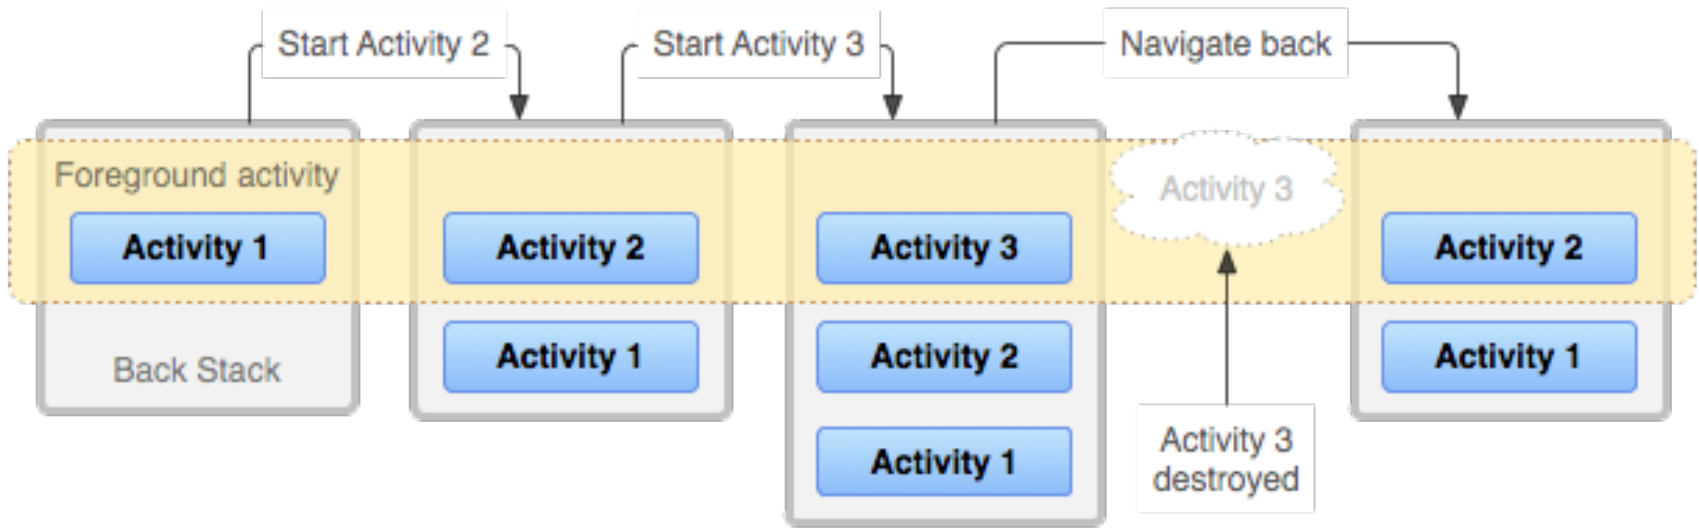 Start Activity 2
Start Activity 3
Navigate back
Foreground activity
Activity 1
Back Stack
Activity 2
Activity 1
Activity 3
Activity 2
Activity 1
Activity 3
Activity 3
destroyed
Activity 2
Activity 1